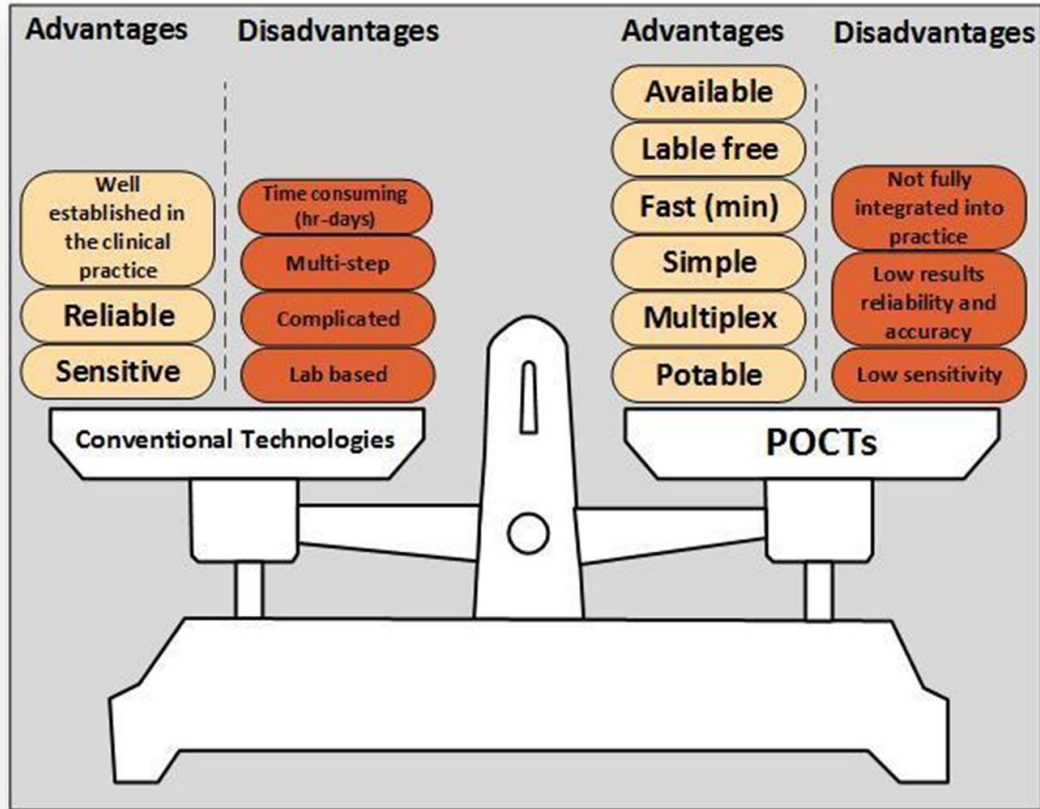 Advantages
Disadvantages
Well
established in
the clinical
practice
Reliable
Sensitive
Time consuming
(hr-days)
Multi-step
Complicated
Lab based
Conventional Technologies
Advantages
Disadvantages
Available
Lable free
Fast (min)
Simple
Multiplex
Potable
Not fully
integrated into
practice
Low results
reliability and
accuracy
Low sensitivity
POCTs